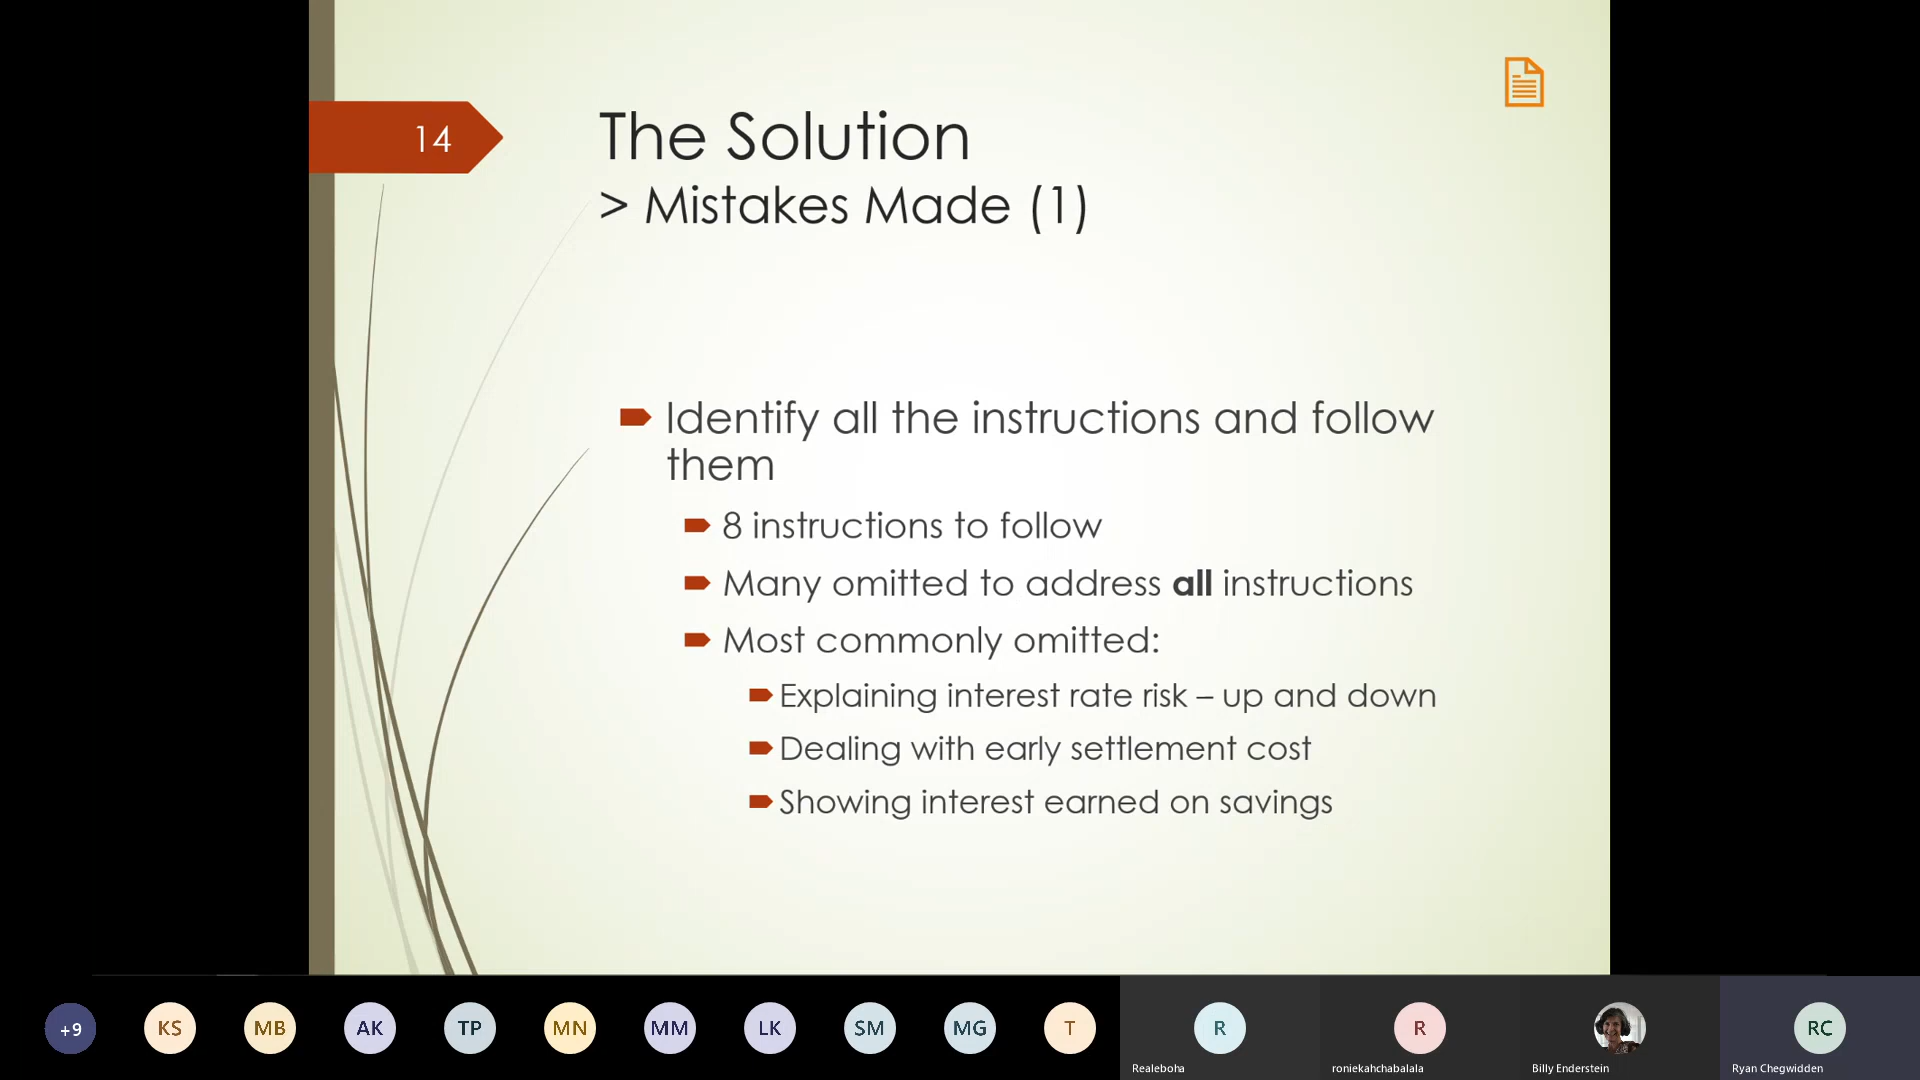 14
The Solution
> Mistakes Made (1)
Identify all the instructions and follow
them
8 instructions to follow
Many omitted to address all instructions
Most commonly omitted:
Explaining interest rate risk – up and down
Dealing with early settlement cost
Showing interest earned on savings
+9
KS
MB
AK
TP
MN
MM
LK
SM
MG
T
R
R
RC
Realeboha
roniekahchabalala
Billy Enderstein
Ryan Chegwidden